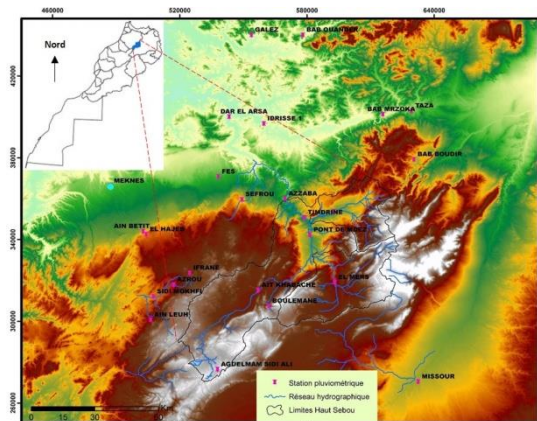 460000 520000 580000 640000
Nord
GALEZ
BAB OUANDER
420000
DAR EL ARSA
IDRISSE 1
BAB MRZOKA
TAZA
380000
BAB BOUDIR
FES
MEKNES
SEFROU
AZZABA
TIMDRINE
AIN BETIT
EL HAJEB
PONT DE MDEZ
340000
IFRANE
AZROU
SIDI MOKHFI
EL MERS
AIT KHABACHE
BOULEMANE
AIN LEUH
300000
AGUELMAM SIDI ALI
MISSOUR
Station pluviométrique
Réseau hydrographique
Limites Haut Sebou
260000
0 15 30 60